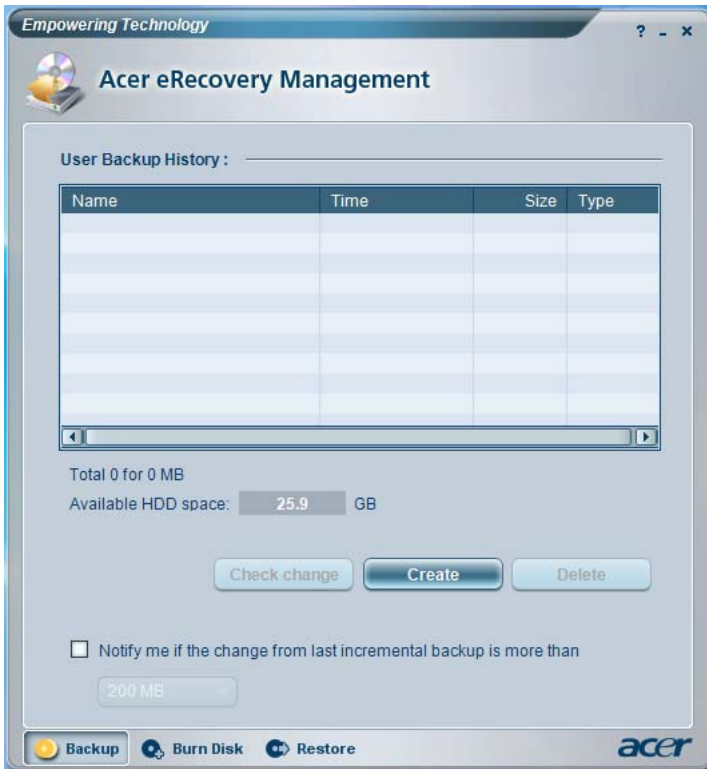 Empowering Technology
? - ×
Acer eRecovery Management
User Backup History :
Name Time Size Type
Total 0 for 0 MB
Available HDD space: 25.9 GB
Check change Create Delete
Notify me if the change from last incremental backup is more than
200 MB
Backup Burn Disk Restore acer